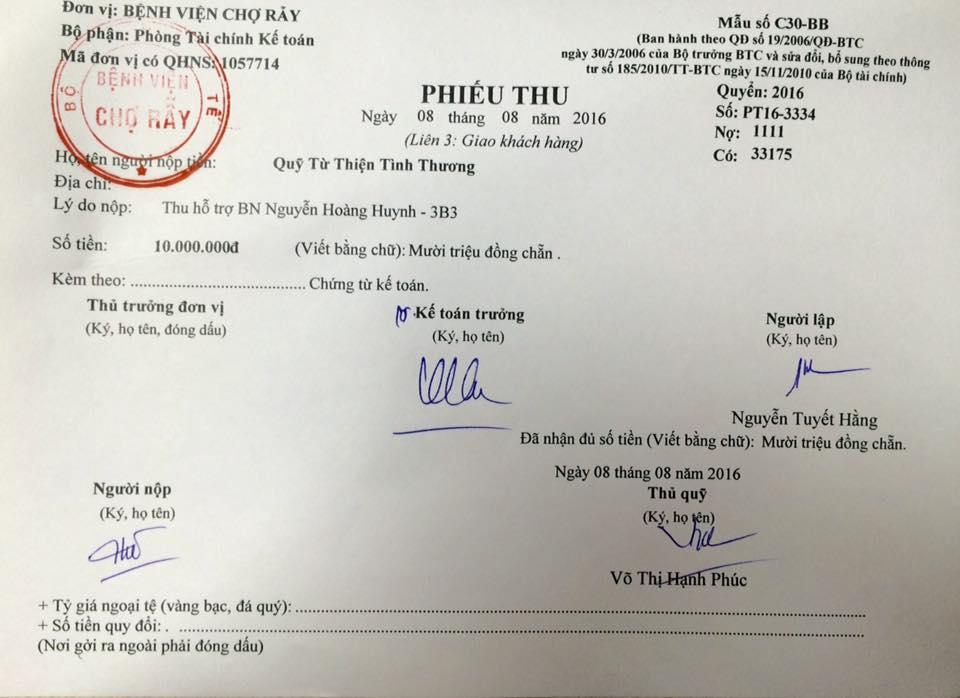 Đơn vị: BỆNH VIỆN CHỢ RẪY
Bộ phận: Phòng Tài chính Kế toán
Mã đơn vị có QHNS: 1057714
BỘ Y TẾ
BỆNH VIỆN
CHỢ RẪY
Mẫu số C30-BB
(Ban hành theo QĐ số 19/2006/QĐ-BTC
ngày 30/3/2006 của Bộ trưởng BTC và sửa đổi, bổ sung theo thông
tư số 185/2010/TT-BTC ngày 15/11/2010 của Bộ tài chính)
Quyển: 2016
Số: PT16-3334
Nợ: 1111
Có: 33175
PHIẾU THU
Ngày 08 tháng 08 năm 2016
(Liên 3: Giao khách hàng)
Họ, tên người nộp tiền: Quỹ Từ Thiện Tình Thương
Địa chỉ:
Lý do nộp: Thu hỗ trợ BN Nguyễn Hoàng Huynh - 3B3
Số tiền: 10.000.000đ (Viết bằng chữ): Mười triệu đồng chẵn .
Kèm theo: ........................................... Chứng từ kế toán.
Thủ trưởng đơn vị Kế toán trưởng Người lập
(Ký, họ tên, đóng dấu) (Ký, họ tên) (Ký, họ tên)
Nguyễn Tuyết Hằng
Đã nhận đủ số tiền (Viết bằng chữ): Mười triệu đồng chẵn.
Ngày 08 tháng 08 năm 2016
Người nộp Thủ quỹ
(Ký, họ tên) (Ký, họ tên)
Võ Thị Hạnh Phúc
+ Tỷ giá ngoại tệ (vàng bạc, đá quý): ................................................
+ Số tiền quy đổi: . ................................................
(Nơi gởi ra ngoài phải đóng dấu)